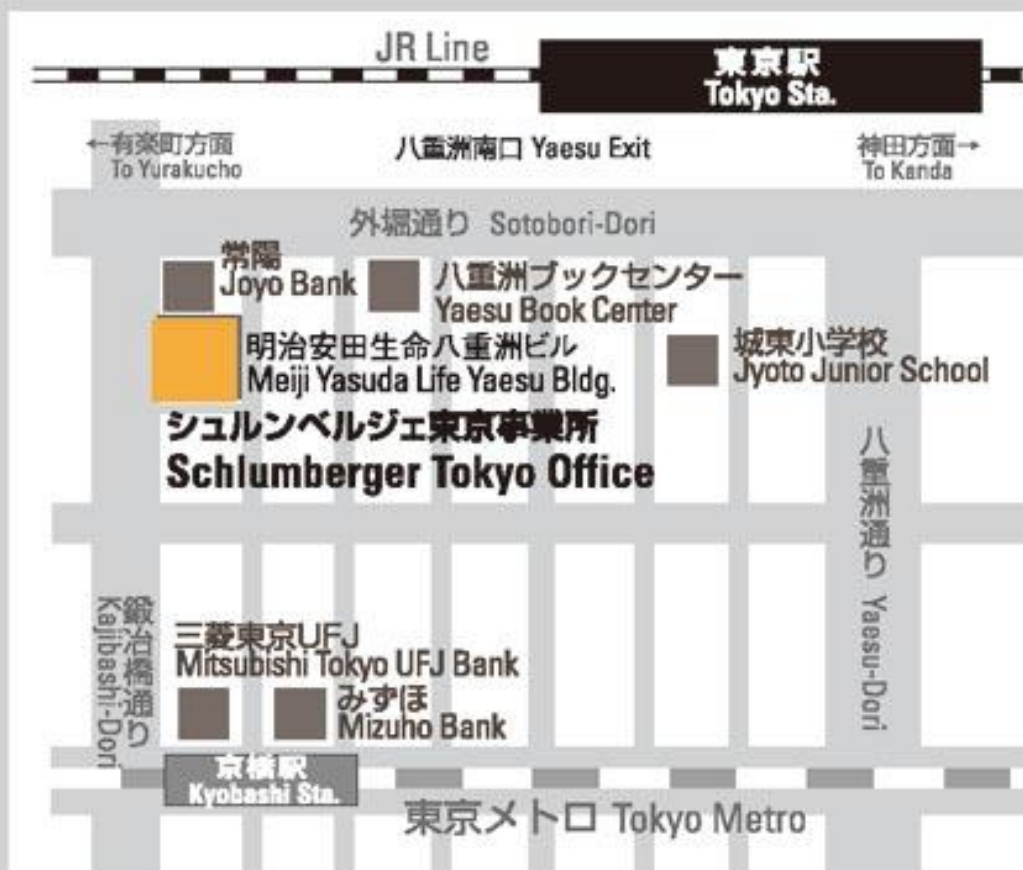 JR Line
東京駅
Tokyo Sta.
←有楽町方面
To Yurakucho
八重洲南口 Yaesu Exit
神田方面→
To Kanda
外堀通り Sotobori-Dori
常陽
Joyo Bank
八重洲ブックセンター
Yaesu Book Center
明治安田生命八重洲ビル
Meiji Yasuda Life Yaesu Bldg.
城東小学校
Jyoto Junior School
シュルンベルジェ東京事業所
Schlumberger Tokyo Office
八重洲通り Yaesu-Dori
鍛冶橋通り
Kajibashi-Dori
三菱東京UFJ
Mitsubishi Tokyo UFJ Bank
みずほ
Mizuho Bank
京橋駅
Kyobashi Sta.
東京メトロ Tokyo Metro